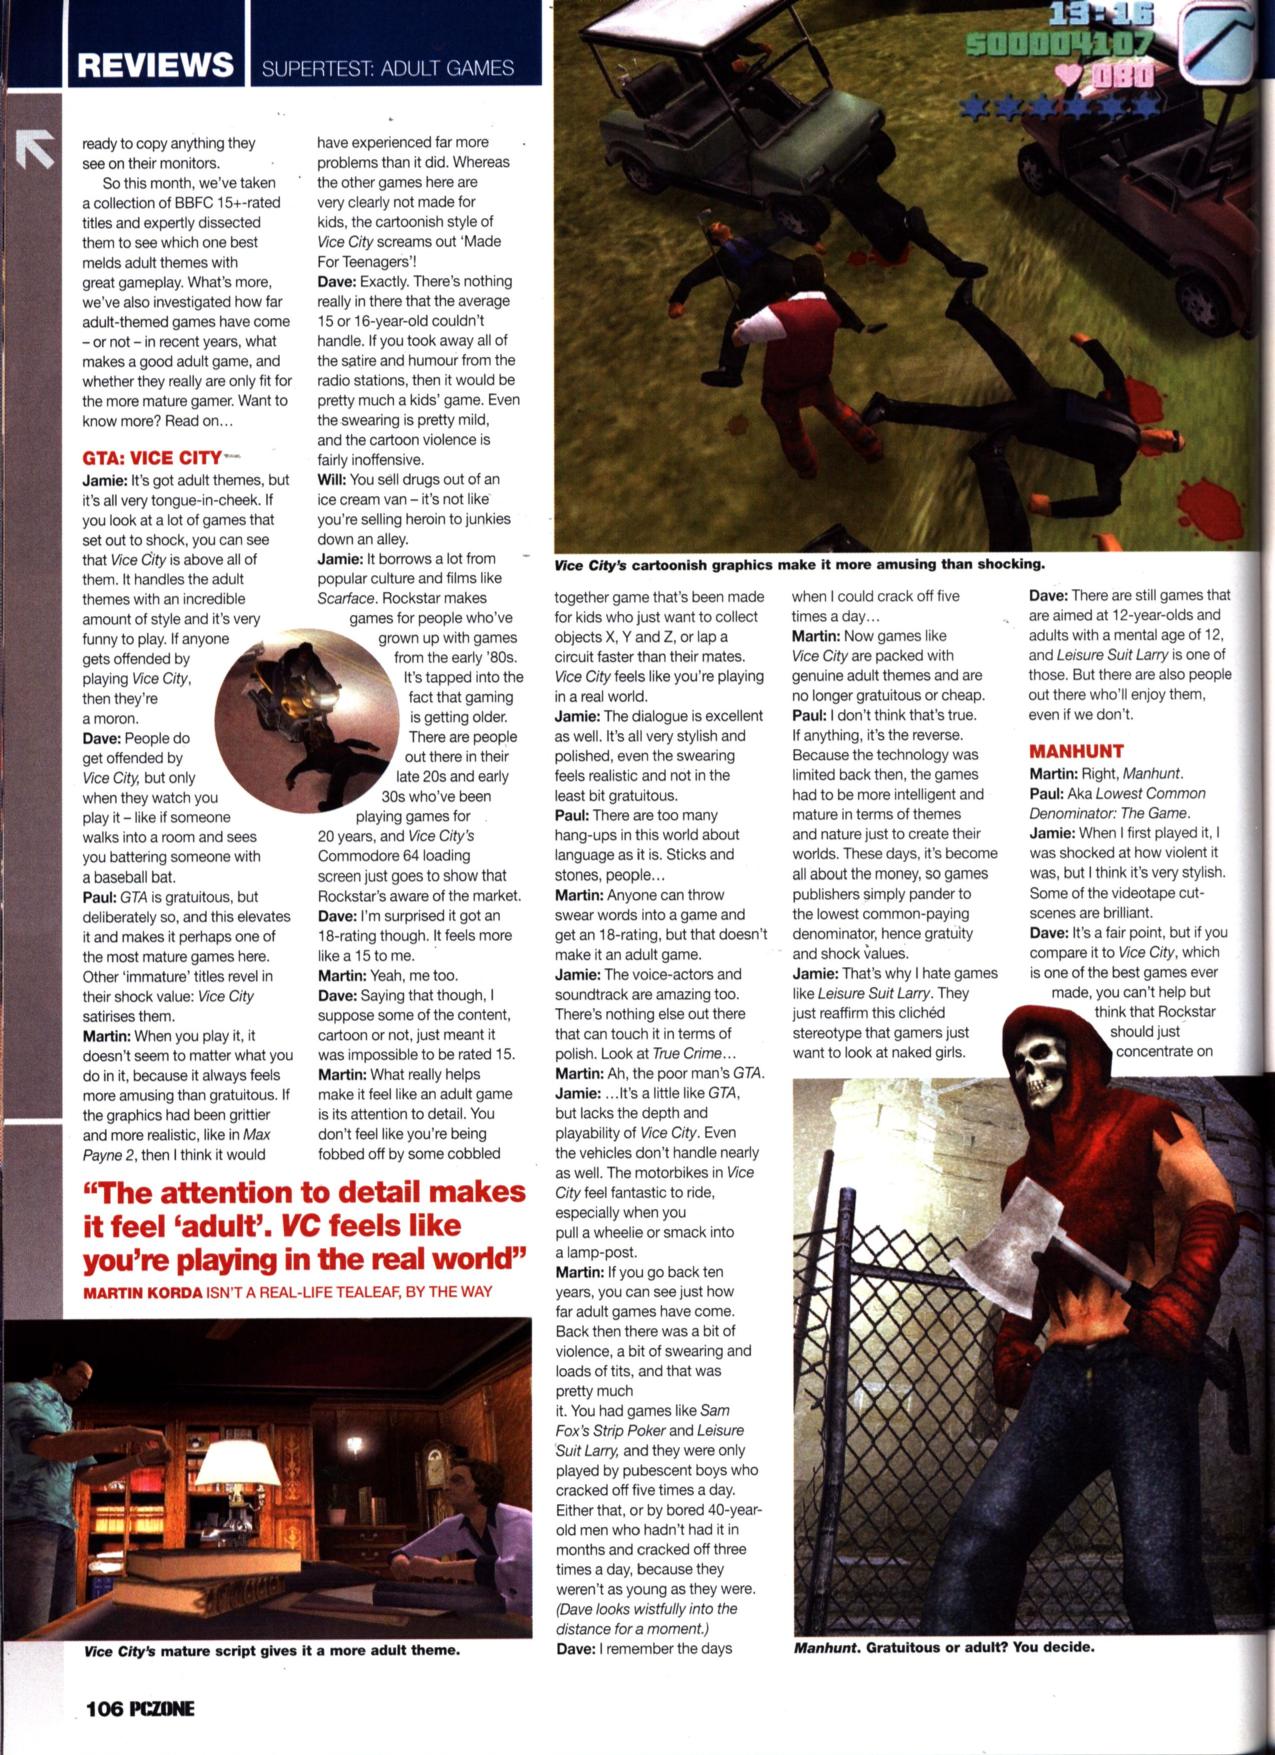 REVIEWS
SUPERTEST: ADULT GAMES
13:16
$00004107
080
ready to copy anything they
see on their monitors.
So this month, we've taken
a collection of BBFC 15+-rated
titles and expertly dissected
them to see which one best
melds adult themes with
great gameplay. What's more,
we've also investigated how far
adult-themed games have come
– or not – in recent years, what
makes a good adult game, and
whether they really are only fit for
the more mature gamer. Want to
know more? Read on...
GTA: VICE CITY
Jamie: It's got adult themes, but
it's all very tongue-in-cheek. If
you look at a lot of games that
set out to shock, you can see
that Vice City is above all of
them. It handles the adult
themes with an incredible
amount of style and it's very
funny to play. If anyone
gets offended by
playing Vice City,
then they're
a moron.
Dave: People do
get offended by
Vice City, but only
when they watch you
play it – like if someone
walks into a room and sees
you battering someone with
a baseball bat.
Paul: GTA is gratuitous, but
deliberately so, and this elevates
it and makes it perhaps one of
the most mature games here.
Other 'immature' titles revel in
their shock value: Vice City
satirises them.
Martin: When you play it, it
doesn't seem to matter what you
do in it, because it always feels
more amusing than gratuitous. If
the graphics had been grittier
and more realistic, like in Max
Payne 2, then I think it would
have experienced far more
problems than it did. Whereas
the other games here are
very clearly not made for
kids, the cartoonish style of
Vice City screams out 'Made
For Teenagers'!
Dave: Exactly. There's nothing
really in there that the average
15 or 16-year-old couldn't
handle. If you took away all of
the satire and humour from the
radio stations, then it would be
pretty much a kids' game. Even
the swearing is pretty mild,
and the cartoon violence is
fairly inoffensive.
Will: You sell drugs out of an
ice cream van – it's not like
you're selling heroin to junkies
down an alley.
Jamie: It borrows a lot from
popular culture and films like
Scarface. Rockstar makes
games for people who've
grown up with games
from the early '80s.
It's tapped into the
fact that gaming
is getting older.
There are people
out there in their
late 20s and early
30s who've been
playing games for
20 years, and Vice City's
Commodore 64 loading
screen just goes to show that
Rockstar's aware of the market.
Dave: I'm surprised it got an
18-rating though. It feels more
like a 15 to me.
Martin: Yeah, me too.
Dave: Saying that though, I
suppose some of the content,
cartoon or not, just meant it
was impossible to be rated 15.
Martin: What really helps
make it feel like an adult game
is its attention to detail. You
don't feel like you're being
fobbed off by some cobbled
"The attention to detail makes
it feel 'adult'. VC feels like
you're playing in the real world"
MARTIN KORDA ISN'T A REAL-LIFE TEALEAF, BY THE WAY
Vice City's mature script gives it a more adult theme.
Vice City's cartoonish graphics make it more amusing than shocking.
together game that's been made
for kids who just want to collect
objects X, Y and Z, or lap a
circuit faster than their mates.
Vice City feels like you're playing
in a real world.
Jamie: The dialogue is excellent
as well. It's all very stylish and
polished, even the swearing
feels realistic and not in the
least bit gratuitous.
Paul: There are too many
hang-ups in this world about
language as it is. Sticks and
stones, people...
Martin: Anyone can throw
swear words into a game and
get an 18-rating, but that doesn't
make it an adult game.
Jamie: The voice-actors and
soundtrack are amazing too.
There's nothing else out there
that can touch it in terms of
polish. Look at True Crime...
Martin: Ah, the poor man's GTA.
Jamie: ...It's a little like GTA,
but lacks the depth and
playability of Vice City. Even
the vehicles don't handle nearly
as well. The motorbikes in Vice
City feel fantastic to ride,
especially when you
pull a wheelie or smack into
a lamp-post.
Martin: If you go back ten
years, you can see just how
far adult games have come.
Back then there was a bit of
violence, a bit of swearing and
loads of tits, and that was
pretty much
it. You had games like Sam
Fox's Strip Poker and Leisure
Suit Larry, and they were only
played by pubescent boys who
cracked off five times a day.
Either that, or by bored 40-year-
old men who hadn't had it in
months and cracked off three
times a day, because they
weren't as young as they were.
(Dave looks wistfully into the
distance for a moment.)
Dave: I remember the days
when I could crack off five
times a day...
Martin: Now games like
Vice City are packed with
genuine adult themes and are
no longer gratuitous or cheap.
Paul: I don't think that's true.
If anything, it's the reverse.
Because the technology was
limited back then, the games
had to be more intelligent and
mature in terms of themes
and nature just to create their
worlds. These days, it's become
all about the money, so games
publishers simply pander to
the lowest common-paying
denominator, hence gratuity
and shock values.
Jamie: That's why I hate games
like Leisure Suit Larry. They
just reaffirm this clichéd
stereotype that gamers just
want to look at naked girls.
Dave: There are still games that
are aimed at 12-year-olds and
adults with a mental age of 12,
and Leisure Suit Larry is one of
those. But there are also people
out there who'll enjoy them,
even if we don't.
MANHUNT
Martin: Right, Manhunt.
Paul: Aka Lowest Common
Denominator: The Game.
Jamie: When I first played it, I
was shocked at how violent it
was, but I think it's very stylish.
Some of the videotape cut-
scenes are brilliant.
Dave: It's a fair point, but if you
compare it to Vice City, which
is one of the best games ever
made, you can't help but
think that Rockstar
should just
concentrate on
Manhunt. Gratuitous or adult? You decide.
106 PCZONE